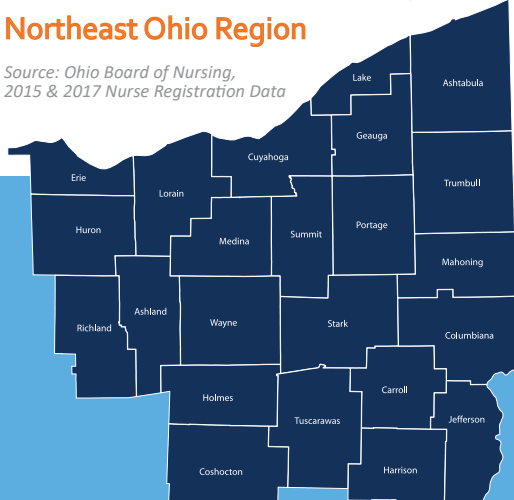 Northeast Ohio Region
Source: Ohio Board of Nursing,
2015 & 2017 Nurse Registration Data
Lake
Ashtabula
Geauga
Cuyahoga
Erie
Lorain
Trumbull
Huron
Medina
Summit
Portage
Mahoning
Ashland
Richland
Wayne
Stark
Columbiana
Holmes
Carroll
Tuscarawas
Jefferson
Coshocton
Harrison